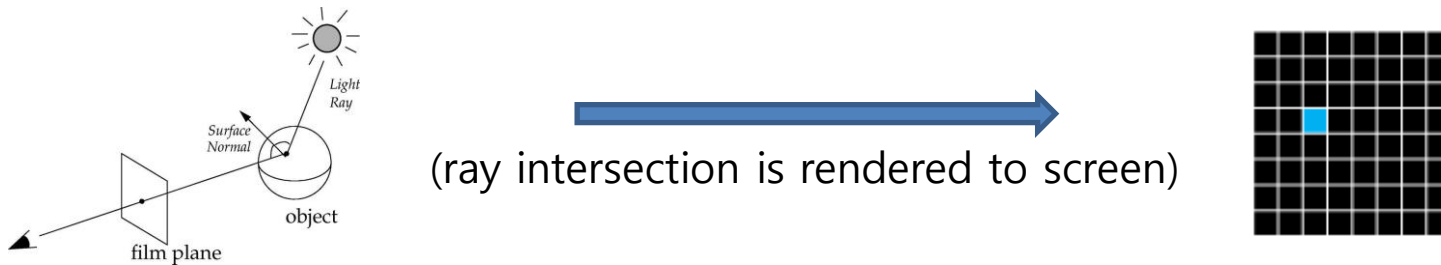 Light
Ray
Surface
Normal
object
film plane
(ray intersection is rendered to screen)